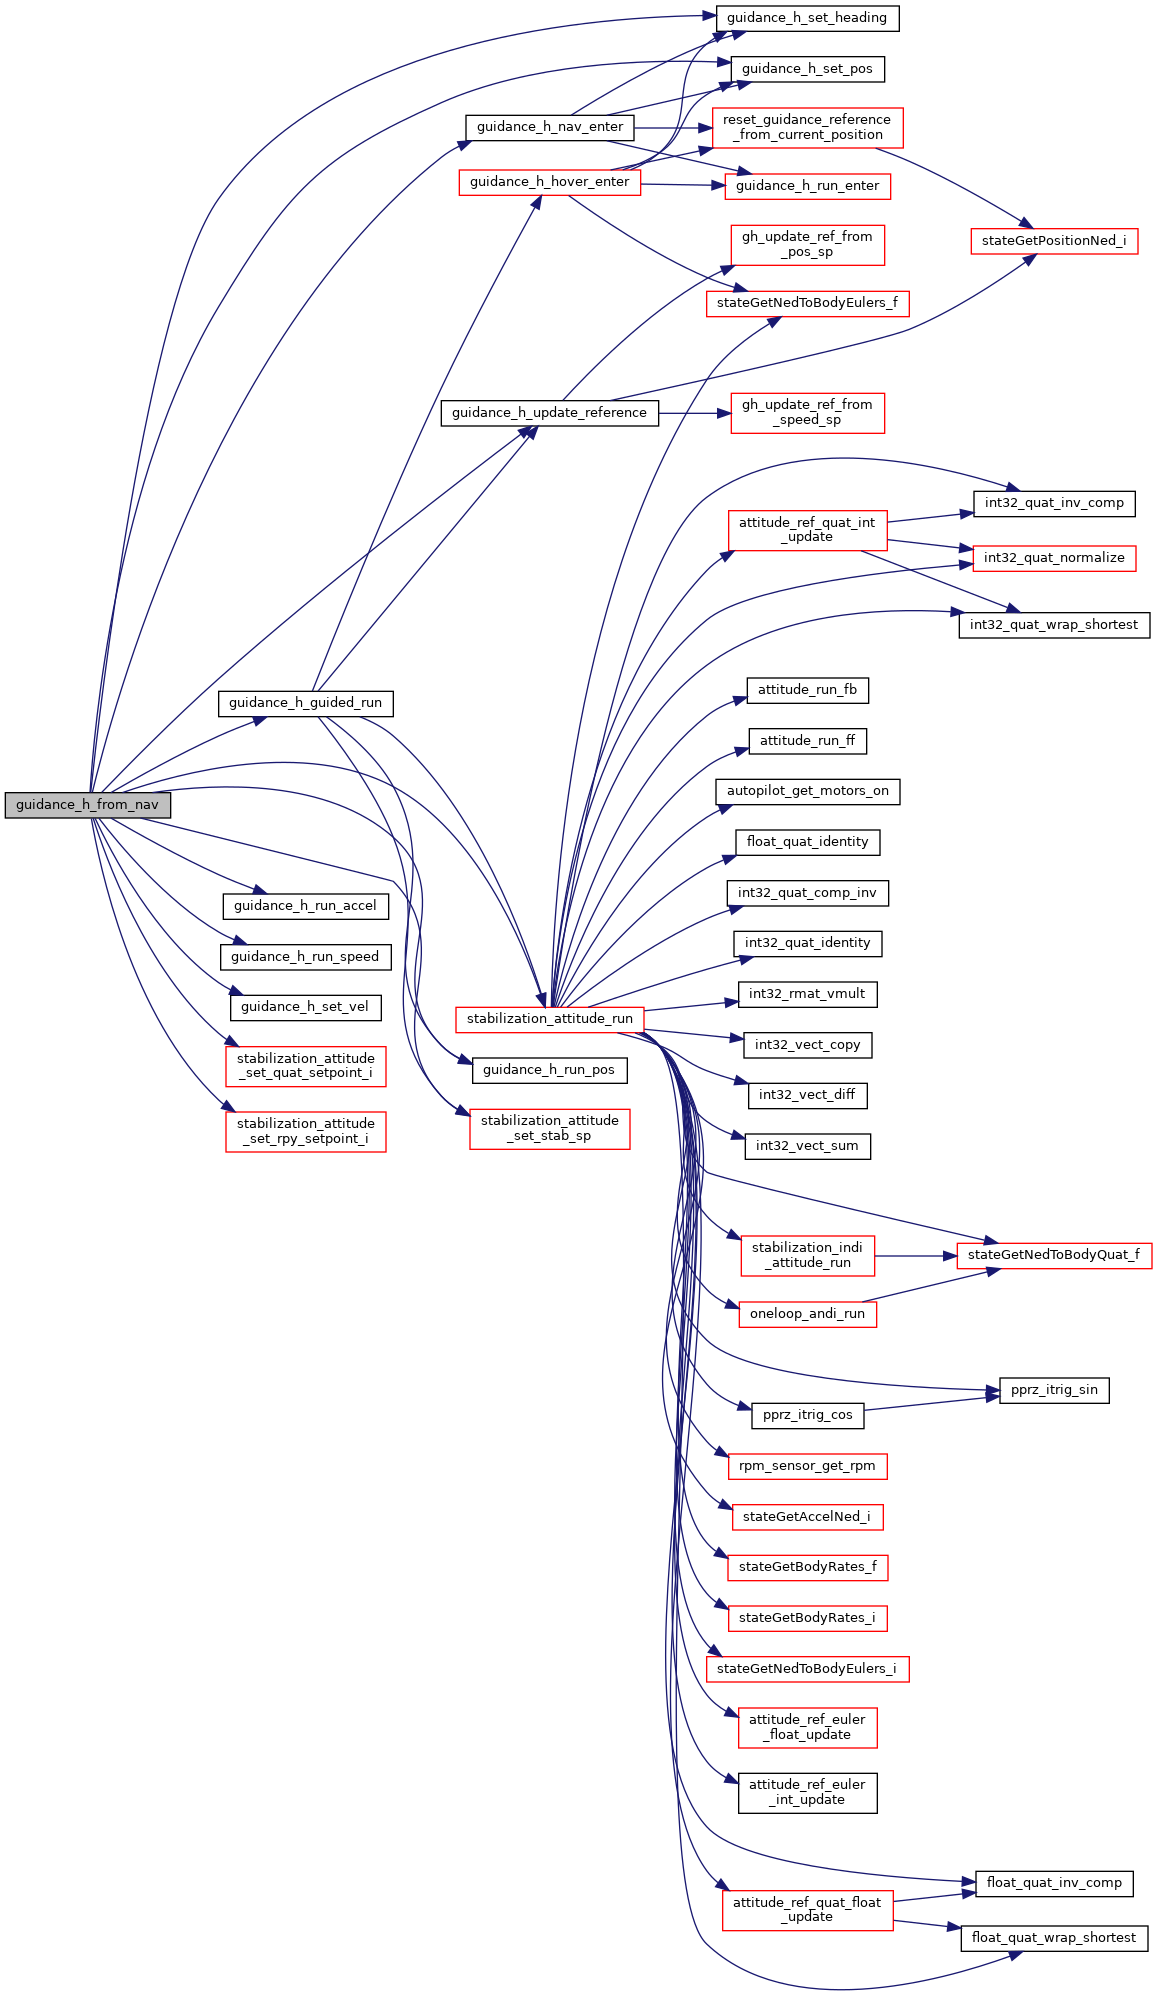 guidance_h_set_heading
guidance_h_set_pos
guidance_h_nav_enter
reset_guidance_reference
_from_current_position
guidance_h_hover_enter
guidance_h_run_enter
gh_update_ref_from
_pos_sp
stateGetPositionNed_i
stateGetNedToBodyEulers_f
guidance_h_update_reference
gh_update_ref_from
_speed_sp
int32_quat_inv_comp
attitude_ref_quat_int
_update
int32_quat_normalize
int32_quat_wrap_shortest
guidance_h_guided_run
attitude_run_fb
attitude_run_ff
guidance_h_from_nav
autopilot_get_motors_on
float_quat_identity
guidance_h_run_accel
int32_quat_comp_inv
guidance_h_run_speed
int32_quat_identity
guidance_h_set_vel
int32_rmat_vmult
stabilization_attitude_run
int32_vect_copy
stabilization_attitude
_set_quat_setpoint_i
guidance_h_run_pos
int32_vect_diff
stabilization_attitude
_set_rpy_setpoint_i
stabilization_attitude
_set_stab_sp
int32_vect_sum
stabilization_indi
_attitude_run
stateGetNedToBodyQuat_f
oneloop_andi_run
pprz_itrig_sin
pprz_itrig_cos
rpm_sensor_get_rpm
stateGetAccelNed_i
stateGetBodyRates_f
stateGetBodyRates_i
stateGetNedToBodyEulers_i
attitude_ref_euler
_float_update
attitude_ref_euler
_int_update
float_quat_inv_comp
attitude_ref_quat_float
_update
float_quat_wrap_shortest